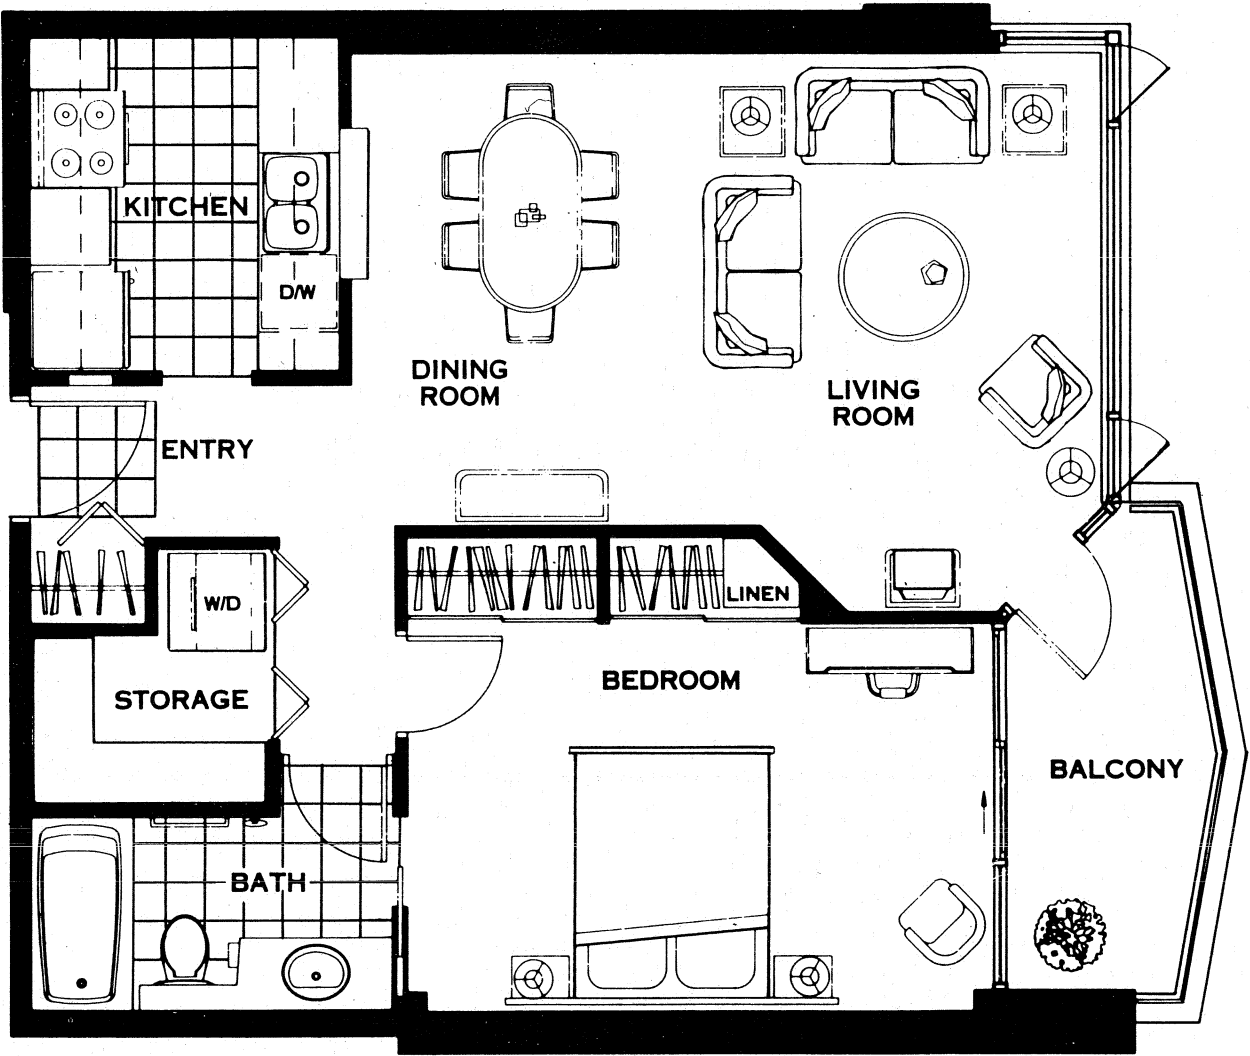 KITCHEN
D/W
DINING
ROOM
LIVING
ROOM
ENTRY
W/D
LINEN
STORAGE
BEDROOM
BALCONY
BATH